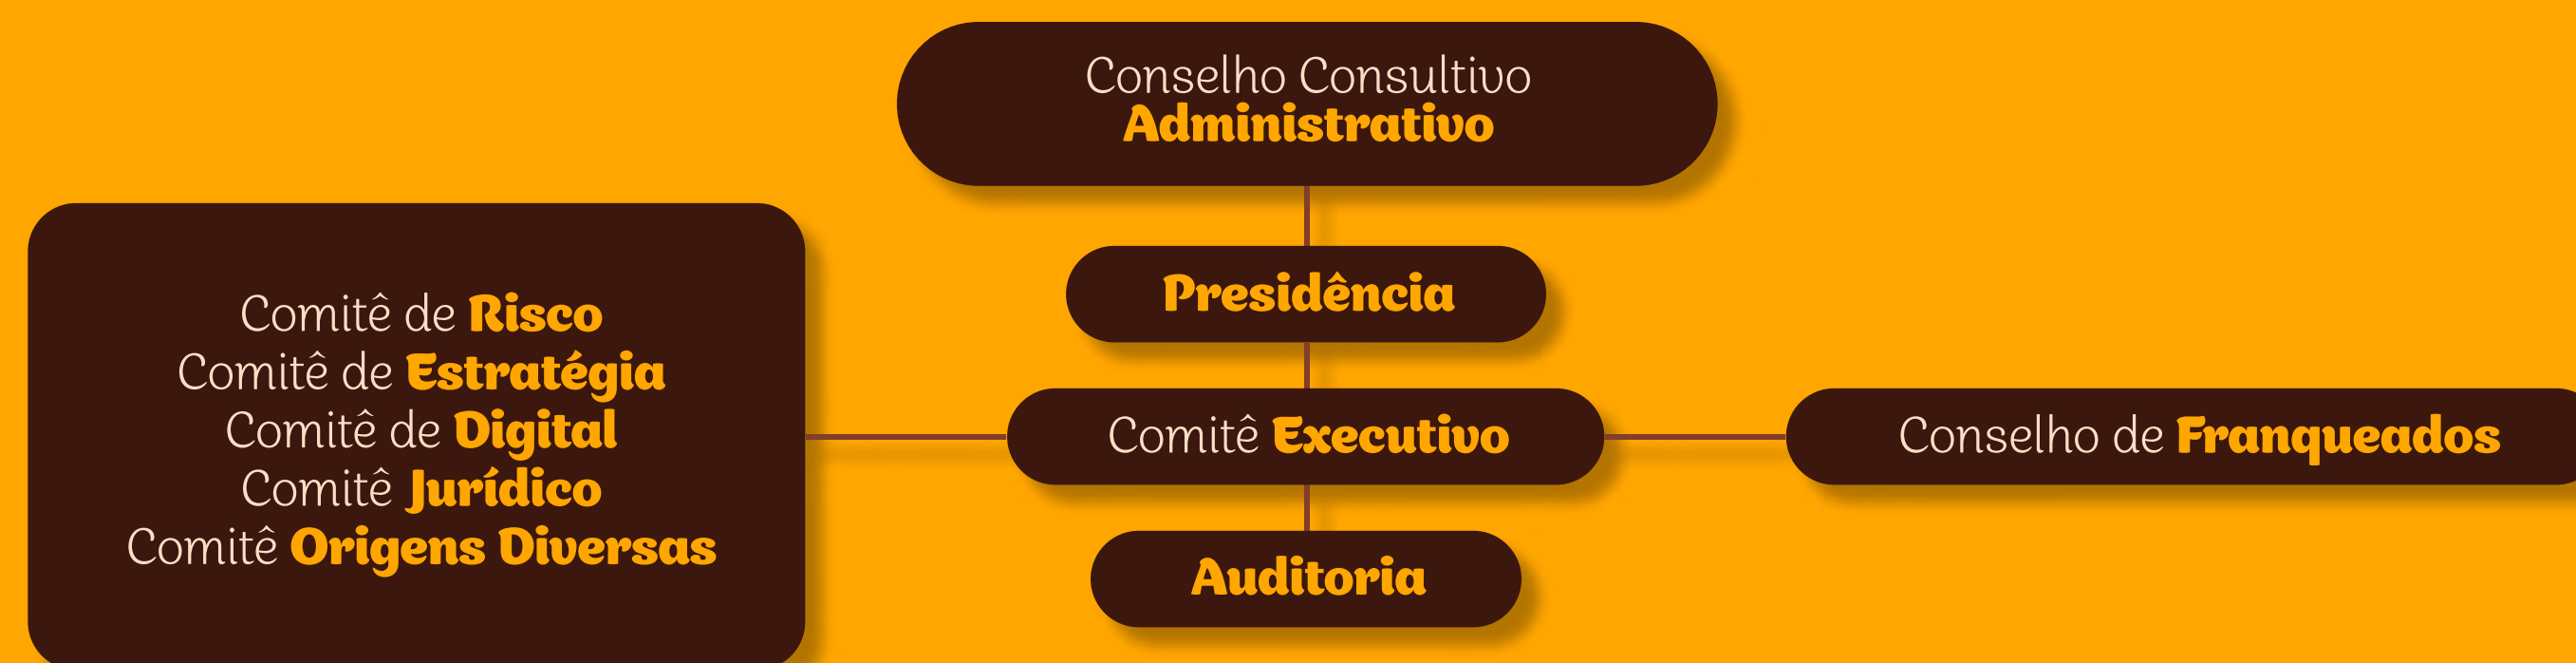 Conselho Consultivo
Administrativo
Presidência
Comitê de Risco
Comitê de Estratégia
Comitê de Digital
Comitê Jurídico
Comitê Origens Diversas
Comitê Executivo
Conselho de Franqueados
Auditoria